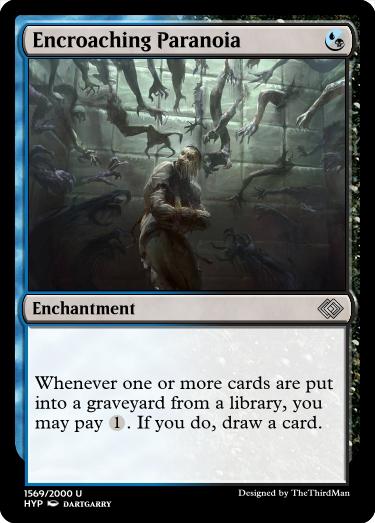 Encroaching Paranoia
Enchantment
Whenever one or more cards are put
into a graveyard from a library, you
may pay 1. If you do, draw a card.
1569/2000 U
HYP DARTGARRY
Designed by TheThirdMan